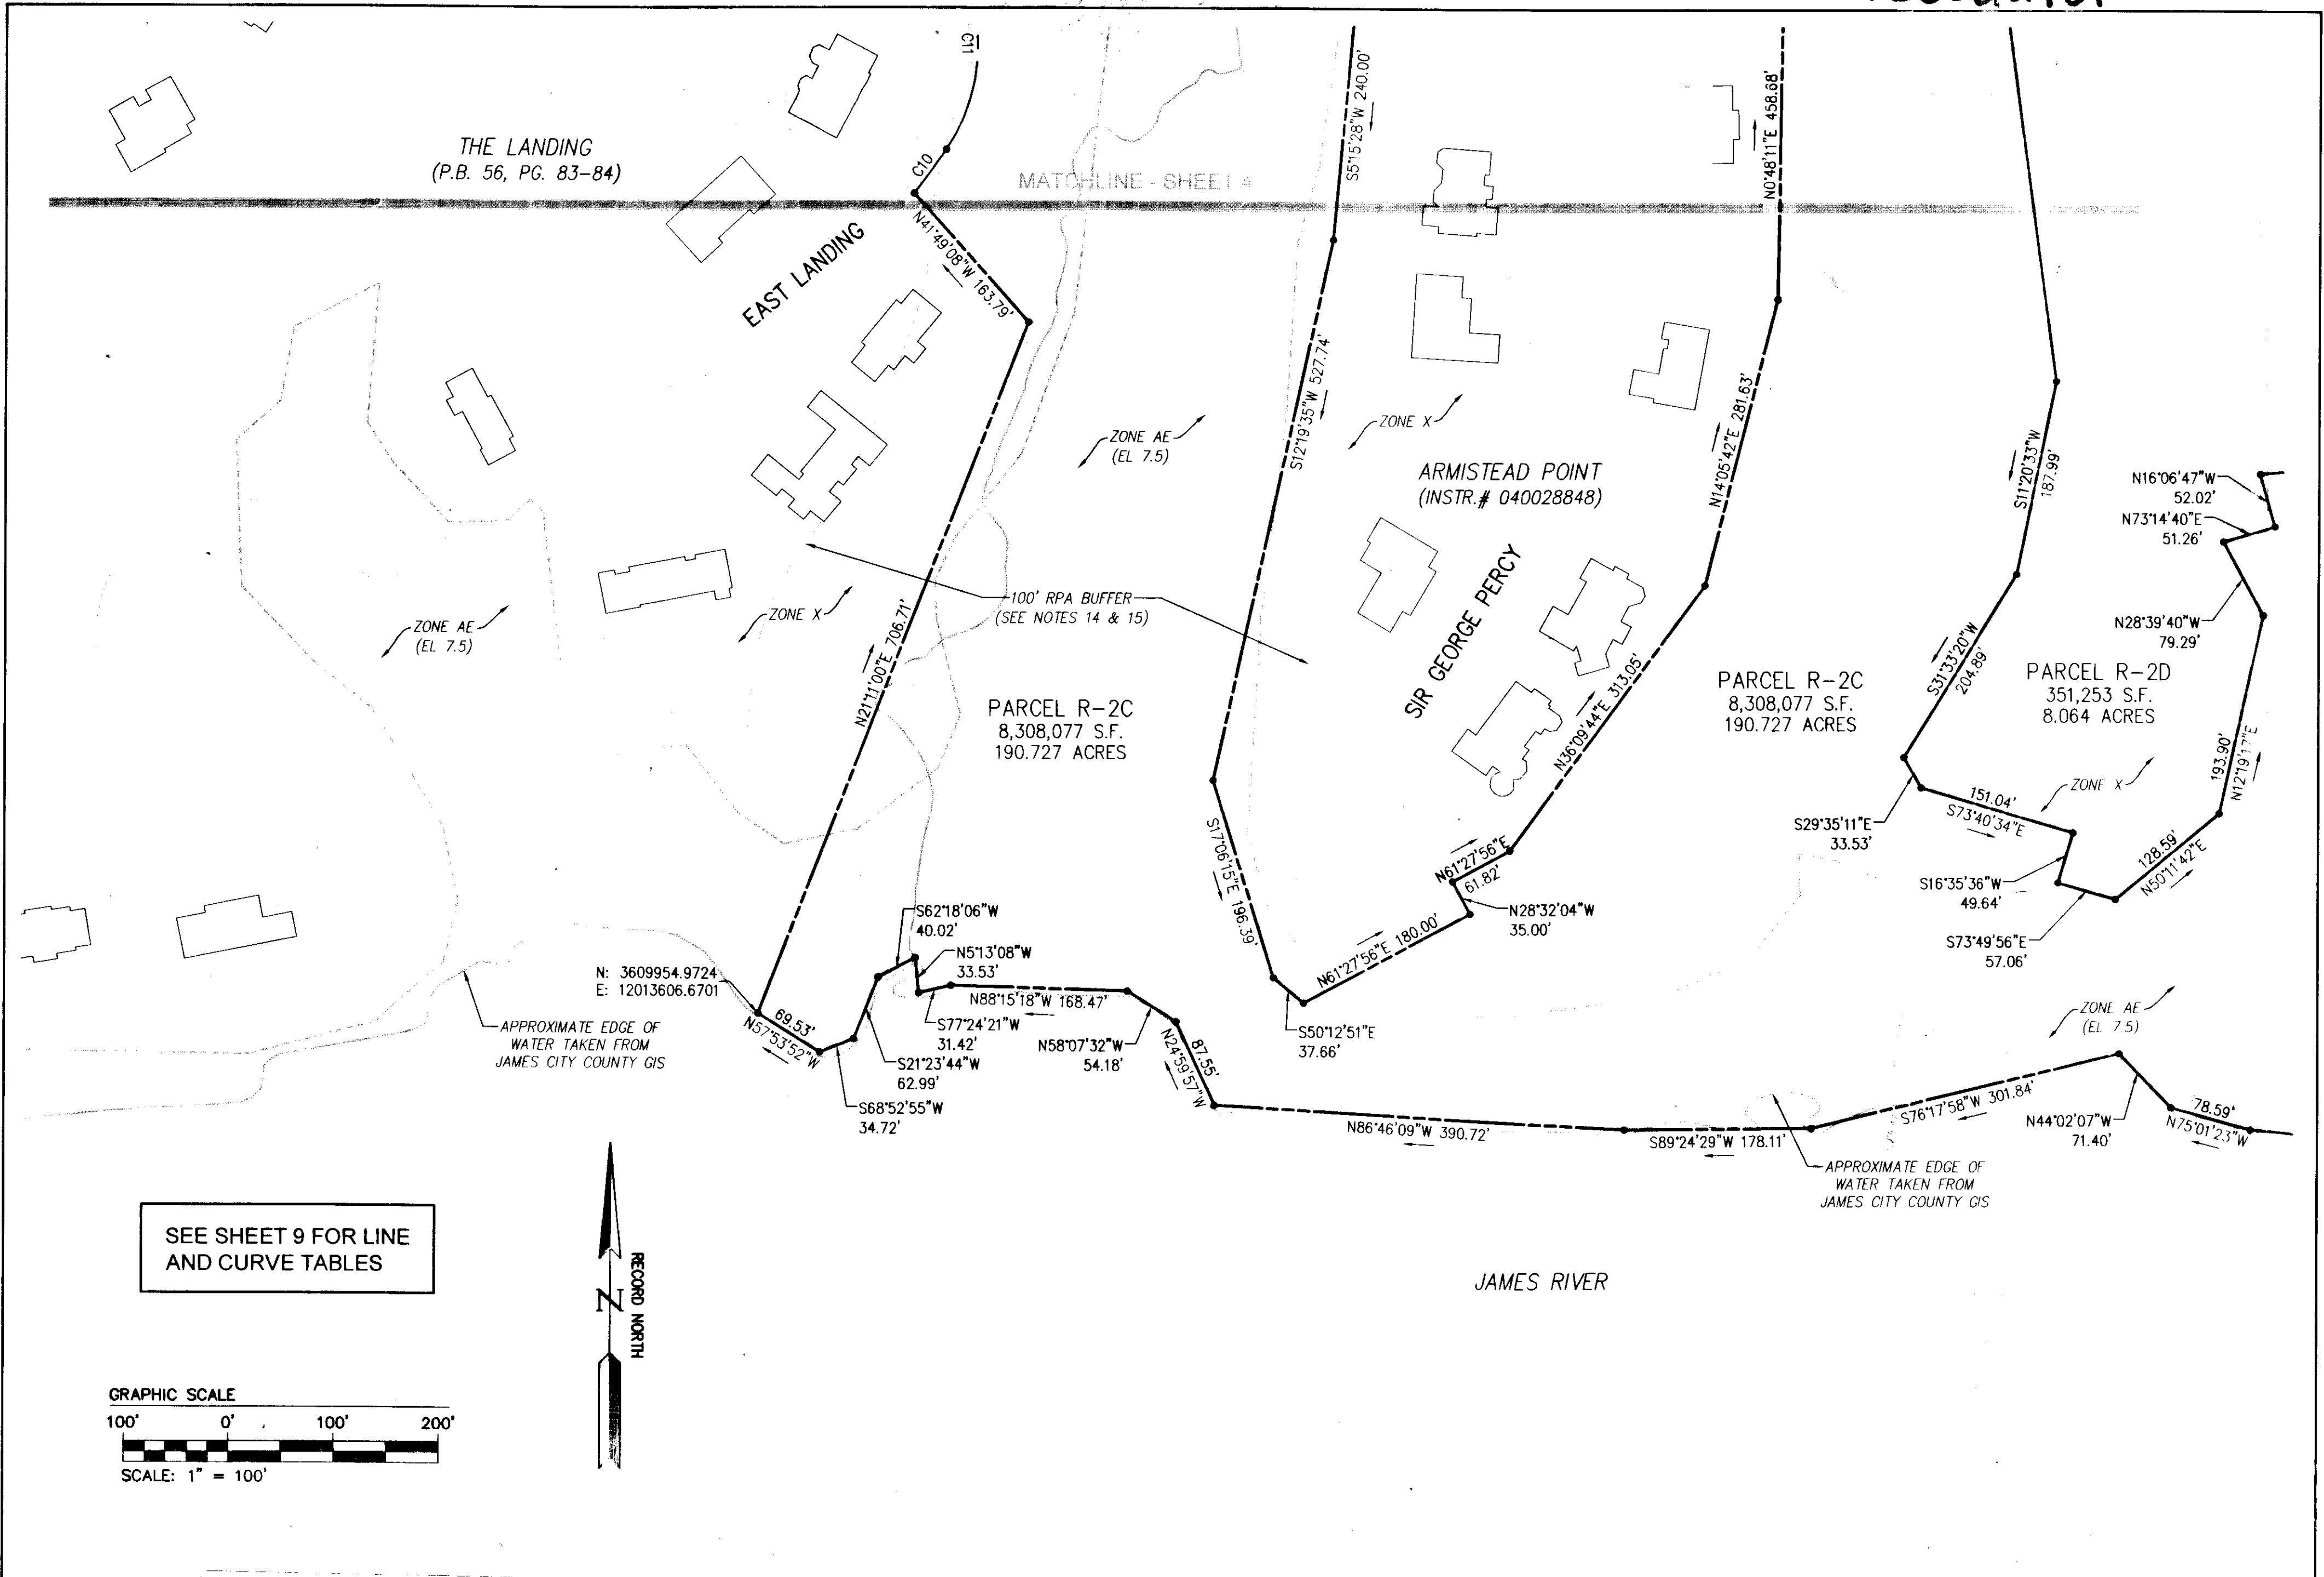 C11
THE LANDING
(P.B. 56, PG. 83-84)
C10
MATCHLINE - SHEET 4
S5°15'28"W 240.00'
N0°48'11"E 458.68'
N41°49'08"W 163.79'
EAST LANDING
S12°19'35"W 527.74'
ZONE X
ZONE AE
(EL 7.5)
ARMISTEAD POINT
(INSTR.# 040028848)
N14°05'42"E 281.63'
S11°20'33"W
187.99'
N16°06'47"W
52.02'
N73°14'40"E
51.26'
N28°39'40"W
79.29'
100' RPA BUFFER
(SEE NOTES 14 & 15)
ZONE X
ZONE AE
(EL 7.5)
N21°11'00"E 706.71'
SIR GEORGE PERCY
N36°09'44"E 313.05'
S31°33'20"W
204.89'
PARCEL R-2C
8,308,077 S.F.
190.727 ACRES
PARCEL R-2C
8,308,077 S.F.
190.727 ACRES
PARCEL R-2D
351,253 S.F.
8.064 ACRES
193.90'
N12°19'17"E
ZONE X
151.04'
S73°40'34"E
S29°35'11"E
33.53'
S17°06'15"E 196.39'
N61°27'56"E
61.82'
N28°32'04"W
35.00'
N61°27'56"E 180.00'
128.59'
N50°11'42"E
S16°35'36"W
49.64'
S73°49'56"E
57.06'
S62°18'06"W
40.02'
N5°13'08"W
33.53'
N: 3609954.9724
E: 12013606.6701
N88°15'18"W 168.47'
S77°24'21"W
31.42'
69.53'
N57°53'52"W
S21°23'44"W
62.99'
S68°52'55"W
34.72'
N58°07'32"W
54.18'
87.55'
N24°59'57"W
S50°12'51"E
37.66'
APPROXIMATE EDGE OF
WATER TAKEN FROM
JAMES CITY COUNTY GIS
ZONE AE
(EL 7.5)
N86°46'09"W 390.72'
S89°24'29"W 178.11'
S76°17'58"W 301.84'
N44°02'07"W
71.40'
78.59'
N75°01'23"W
APPROXIMATE EDGE OF
WATER TAKEN FROM
JAMES CITY COUNTY GIS
SEE SHEET 9 FOR LINE
AND CURVE TABLES
RECORD NORTH
N
JAMES RIVER
GRAPHIC SCALE
100' 0' 100' 200'
SCALE: 1" = 100'